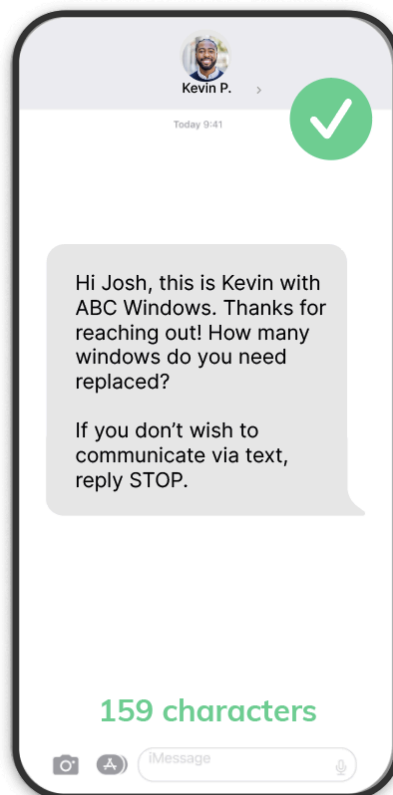 Kevin P.
Today 9:41
Hi Josh, this is Kevin with
ABC Windows. Thanks for
reaching out! How many
windows do you need
replaced?
If you don’t wish to
communicate via text,
reply STOP.
159 characters
iMessage